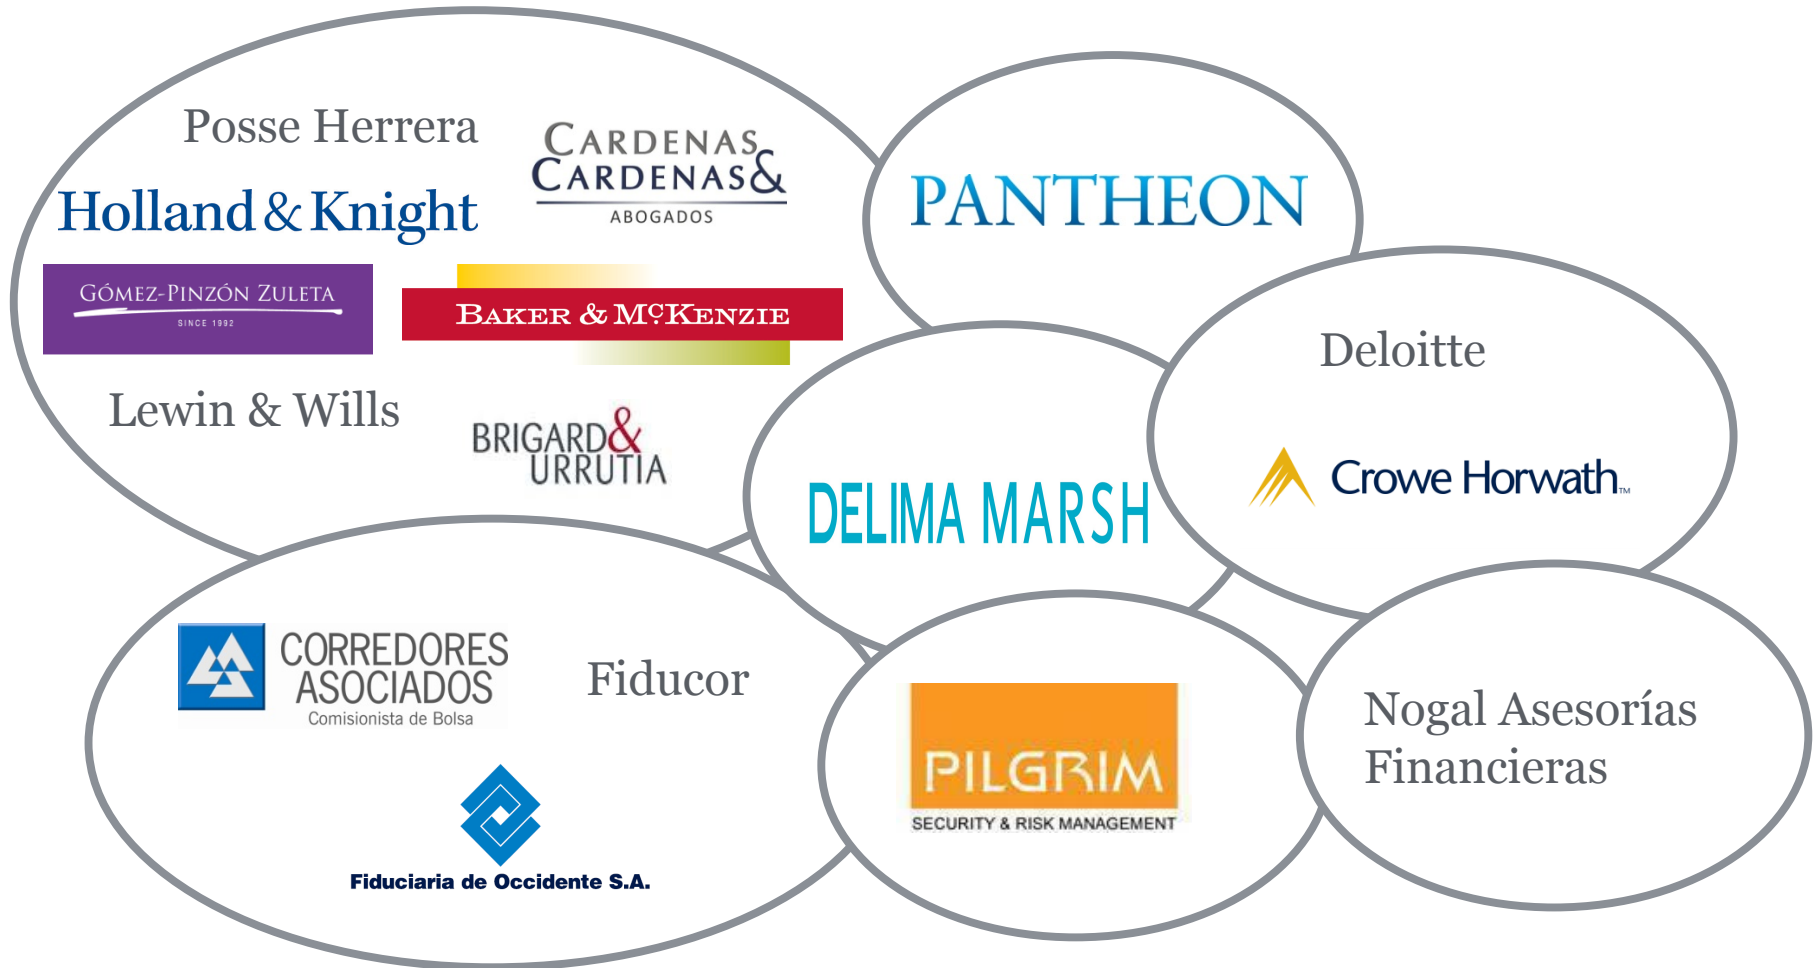 Posse Herrera
CARDENAS
CARDENAS&
ABOGADOS
Holland & Knight
GÓMEZ-PINZÓN ZULETA
SINCE 1992
BAKER & MCKENZIE
Lewin & Wills
BRIGARD&
URRUTIA
PANTHEON
Deloitte
Crowe Horwath™
DELIMA MARSH
CORREDORES
ASOCIADOS
Comisionista de Bolsa
Fiducor
Fiduciaria de Occidente S.A.
PILGRIM
SECURITY & RISK MANAGEMENT
Nogal Asesorías
Financieras